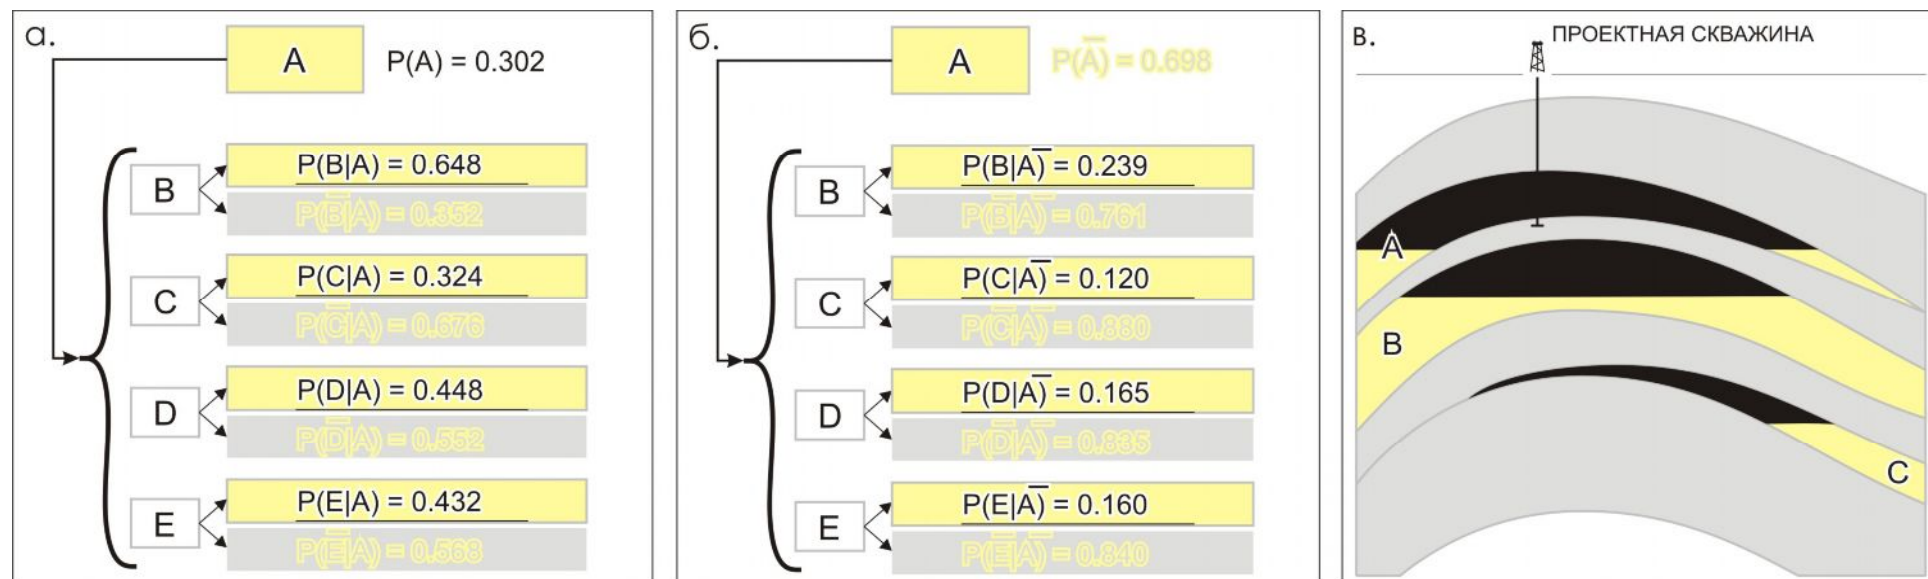 а.
A
P(A) = 0.302
B
P(B|A) = 0.648
P(B̅|A) = 0.352
C
P(C|A) = 0.324
P(C̅|A) = 0.676
D
P(D|A) = 0.448
P(D̅|A) = 0.552
E
P(E|A) = 0.432
P(E̅|A) = 0.568
б.
A
P(A̅) = 0.698
B
P(B|A̅) = 0.239
P(B̅|A̅) = 0.761
C
P(C|A̅) = 0.120
P(C̅|A̅) = 0.880
D
P(D|A̅) = 0.165
P(D̅|A̅) = 0.835
E
P(E|A̅) = 0.160
P(E̅|A̅) = 0.840
в.
ПРОЕКТНАЯ СКВАЖИНА
A
B
C